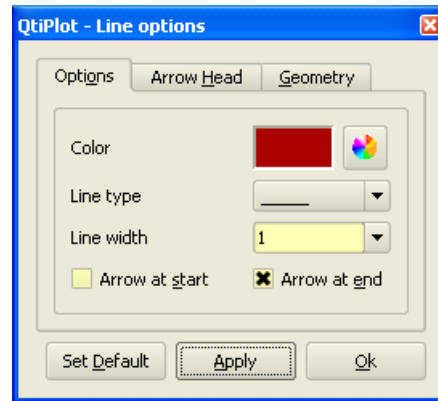 QtiPlot - Line options
Options Arrow Head Geometry
Color
Line type
Line width 1
Arrow at start Arrow at end
Set Default Apply Ok